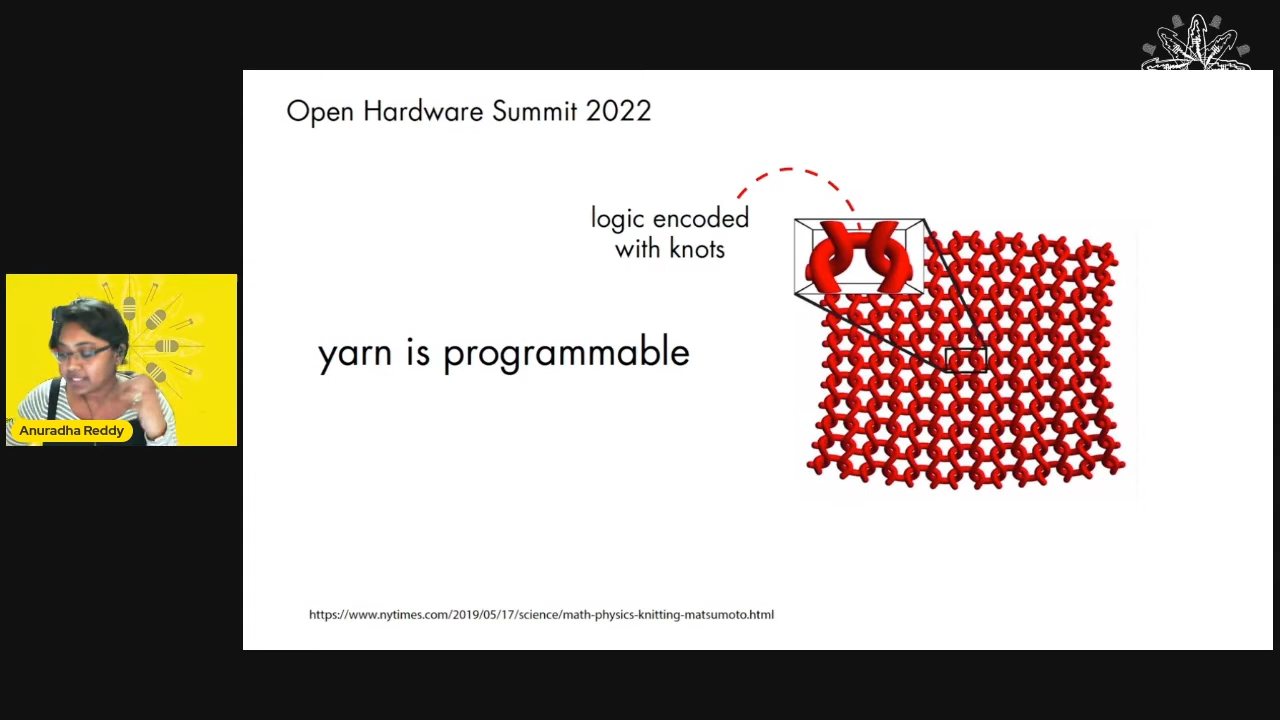 Open Hardware Summit 2022
logic encoded
with knots
yarn is programmable
Anuradha Reddy
https://www.nytimes.com/2019/05/17/science/math-physics-knitting-matsumoto.html